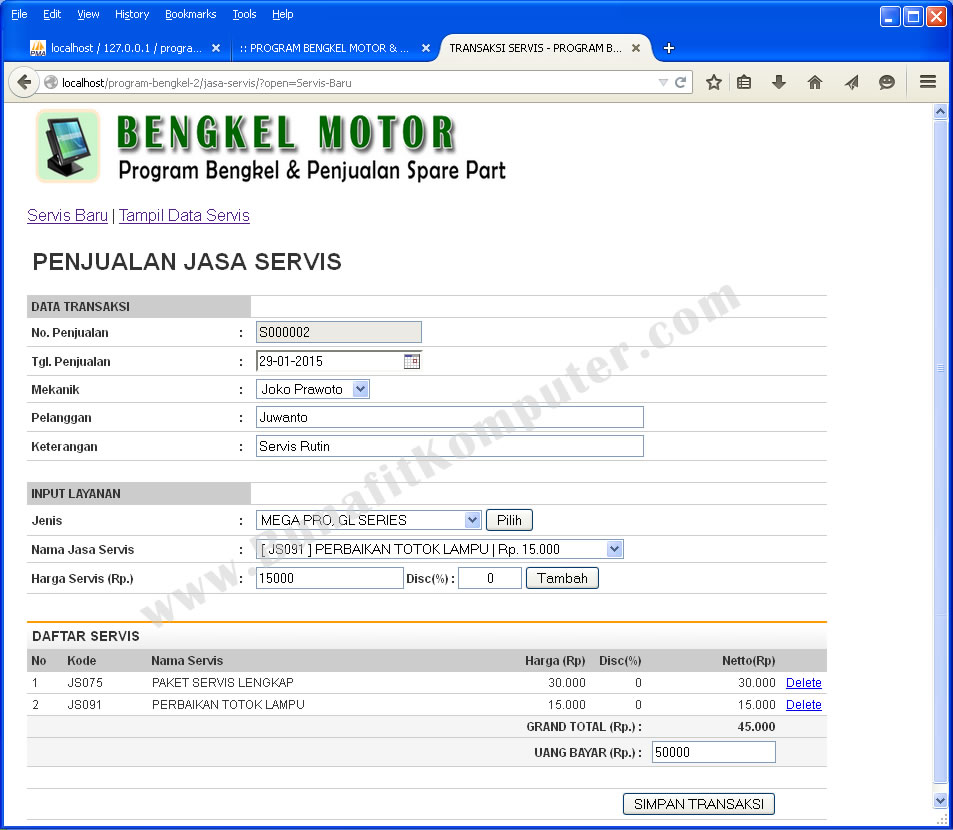 File Edit View History Bookmarks Tools Help
PMA localhost / 127.0.0.1 / progra... :: PROGRAM BENGKEL MOTOR & ... TRANSAKSI SERVIS - PROGRAM B...
localhost/program-bengkel-2/jasa-servis/?open=Servis-Baru
BENGKEL MOTOR
Program Bengkel & Penjualan Spare Part
Servis Baru | Tampil Data Servis
PENJUALAN JASA SERVIS
DATA TRANSAKSI
No. Penjualan : S000002
Tgl. Penjualan : 29-01-2015
Mekanik : Joko Prawoto
Pelanggan : Juwanto
Keterangan : Servis Rutin
INPUT LAYANAN
Jenis : MEGA PRO, GL SERIES Pilih
Nama Jasa Servis : [ JS091 ] PERBAIKAN TOTOK LAMPU | Rp. 15.000
Harga Servis (Rp.) : 15000 Disc(%) : 0 Tambah
www.BunafitKomputer.com
DAFTAR SERVIS
No Kode Nama Servis Harga (Rp) Disc(%) Netto(Rp)
1 JS075 PAKET SERVIS LENGKAP 30.000 0 30.000 Delete
2 JS091 PERBAIKAN TOTOK LAMPU 15.000 0 15.000 Delete
GRAND TOTAL (Rp.) : 45.000
UANG BAYAR (Rp.) : 50000
SIMPAN TRANSAKSI